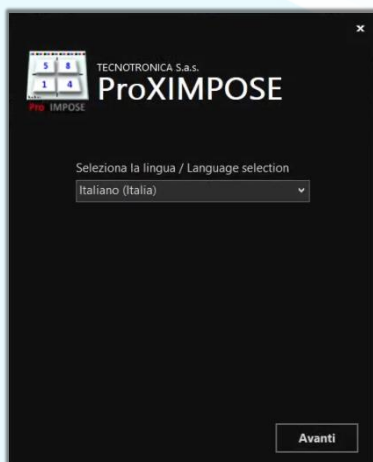 ×
5 8
1 4
Pro IMPOSE
TECNOTRONICA S.a.s.
ProXIMPOSE
Seleziona la lingua / Language selection
Italiano (Italia)
Avanti